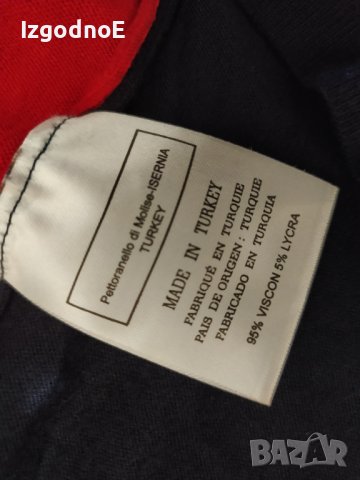 IzgodnoE
Pettoranello di Molise-ISERNIA
TURKEY
MADE IN TURKEY
FABRIQUÉ EN TURQUIE
PAIS DE ORIGEN : TURQUIE
FABRICADO EN TURQUIA
95% VISCON 5% LYCRA
BAZAR